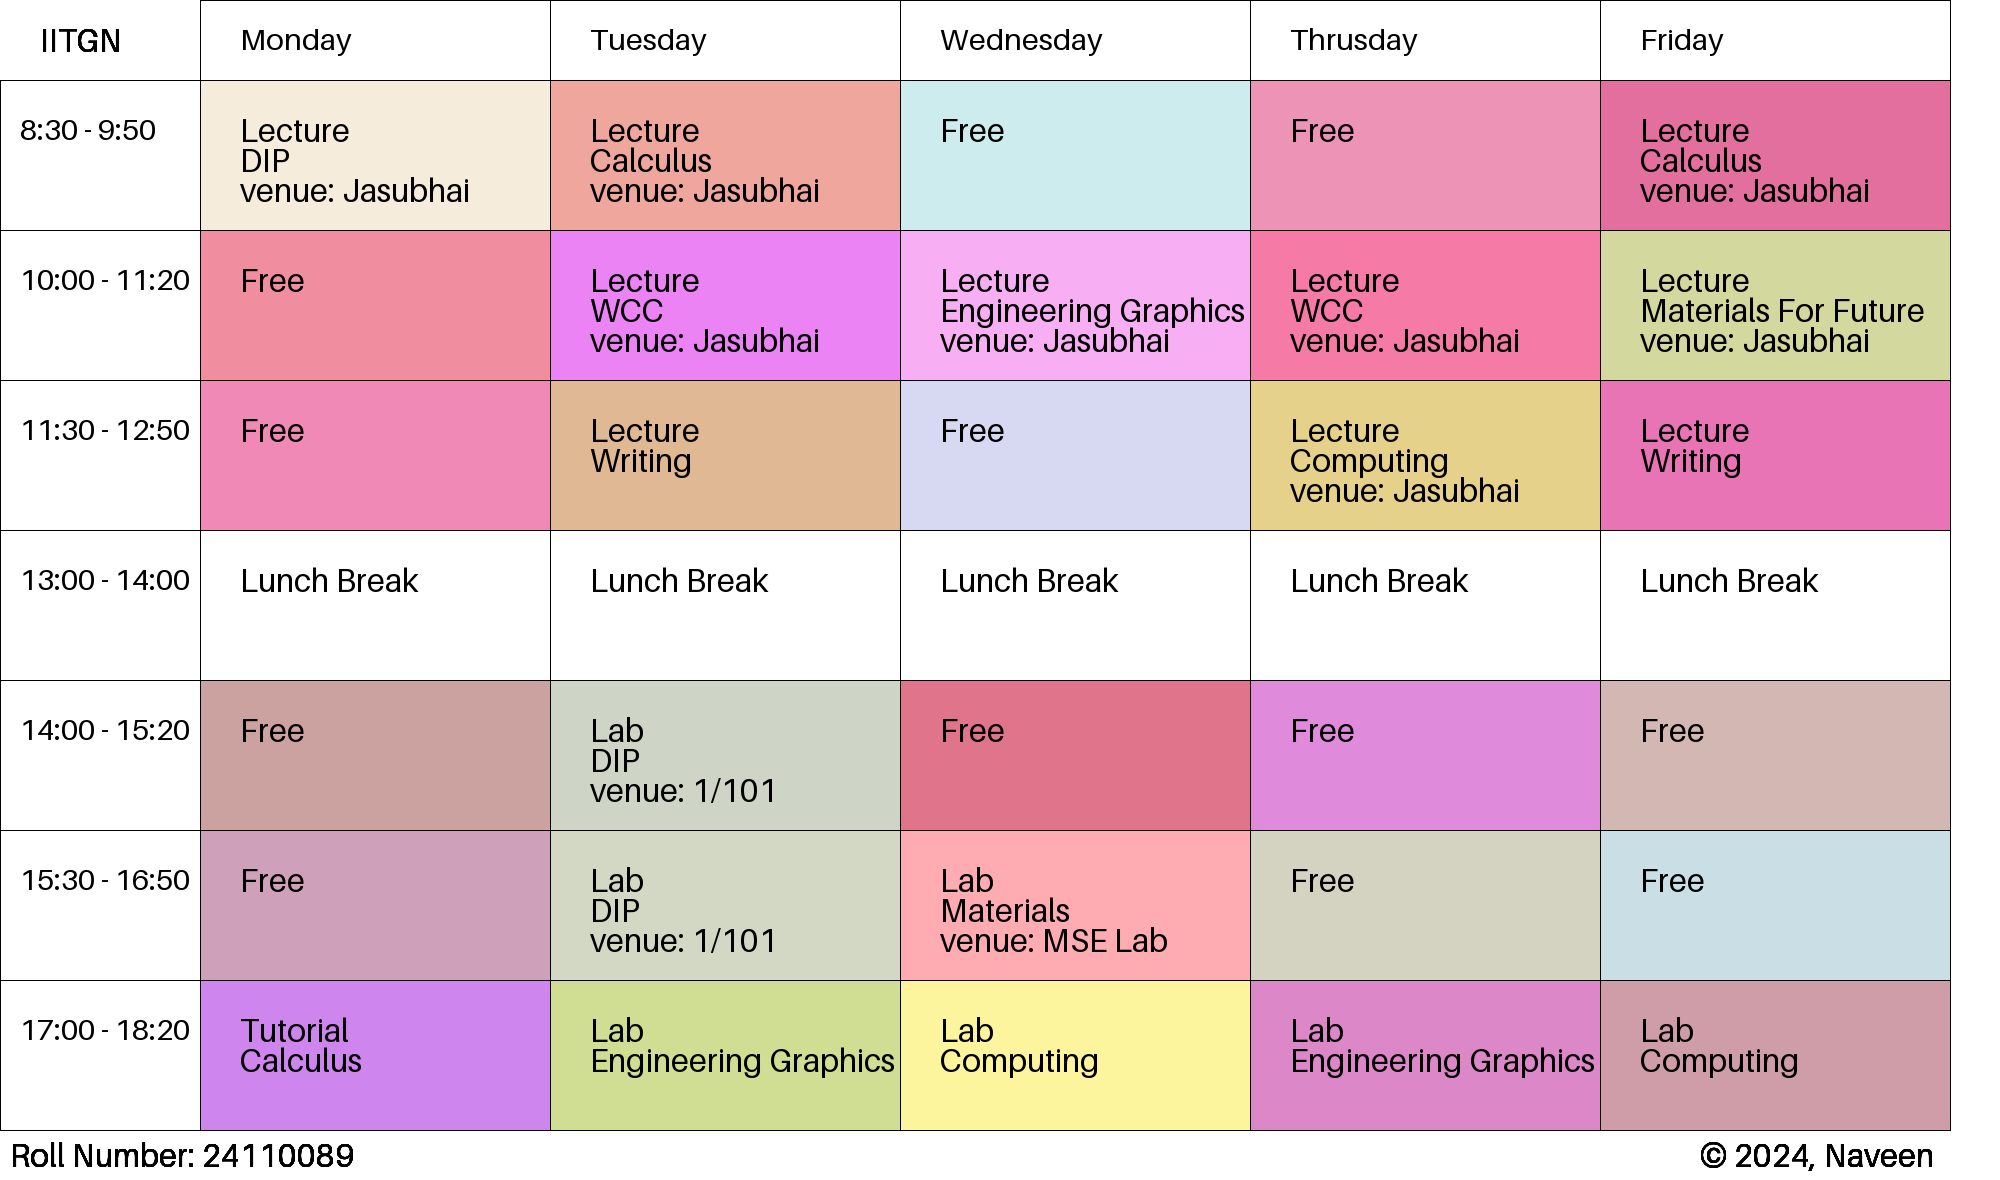 IITGN
Monday
Tuesday
Wednesday
Thrusday
Friday
8:30 - 9:50
Lecture
DIP
venue: Jasubhai
Lecture
Calculus
venue: Jasubhai
Free
Free
Lecture
Calculus
venue: Jasubhai
10:00 - 11:20
Free
Lecture
WCC
venue: Jasubhai
Lecture
Engineering Graphics
venue: Jasubhai
Lecture
WCC
venue: Jasubhai
Lecture
Materials For Future
venue: Jasubhai
11:30 - 12:50
Free
Lecture
Writing
Free
Lecture
Computing
venue: Jasubhai
Lecture
Writing
13:00 - 14:00
Lunch Break
Lunch Break
Lunch Break
Lunch Break
Lunch Break
14:00 - 15:20
Free
Lab
DIP
venue: 1/101
Free
Free
Free
15:30 - 16:50
Free
Lab
DIP
venue: 1/101
Lab
Materials
venue: MSE Lab
Free
Free
17:00 - 18:20
Tutorial
Calculus
Lab
Engineering Graphics
Lab
Computing
Lab
Engineering Graphics
Lab
Computing
Roll Number: 24110089
© 2024, Naveen